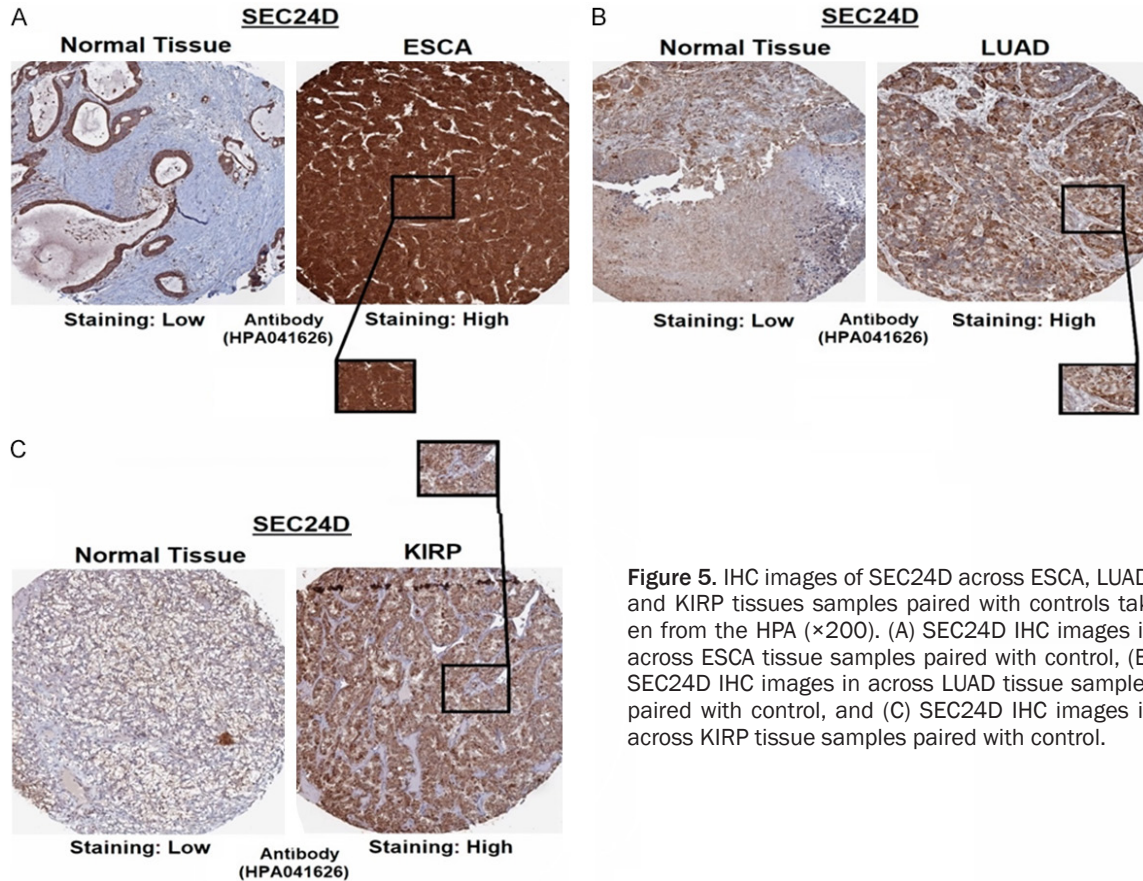 A
SEC24D
Normal Tissue
ESCA
Staining: Low
Antibody
(HPA041626)
Staining: High
B
SEC24D
Normal Tissue
LUAD
Staining: Low
Antibody
(HPA041626)
Staining: High
C
SEC24D
Normal Tissue
KIRP
Staining: Low
Antibody
(HPA041626)
Staining: High
Figure 5. IHC images of SEC24D across ESCA, LUAD
and KIRP tissues samples paired with controls tak
en from the HPA (×200). (A) SEC24D IHC images i
across ESCA tissue samples paired with control, (B
SEC24D IHC images in across LUAD tissue sample
paired with control, and (C) SEC24D IHC images i
across KIRP tissue samples paired with control.